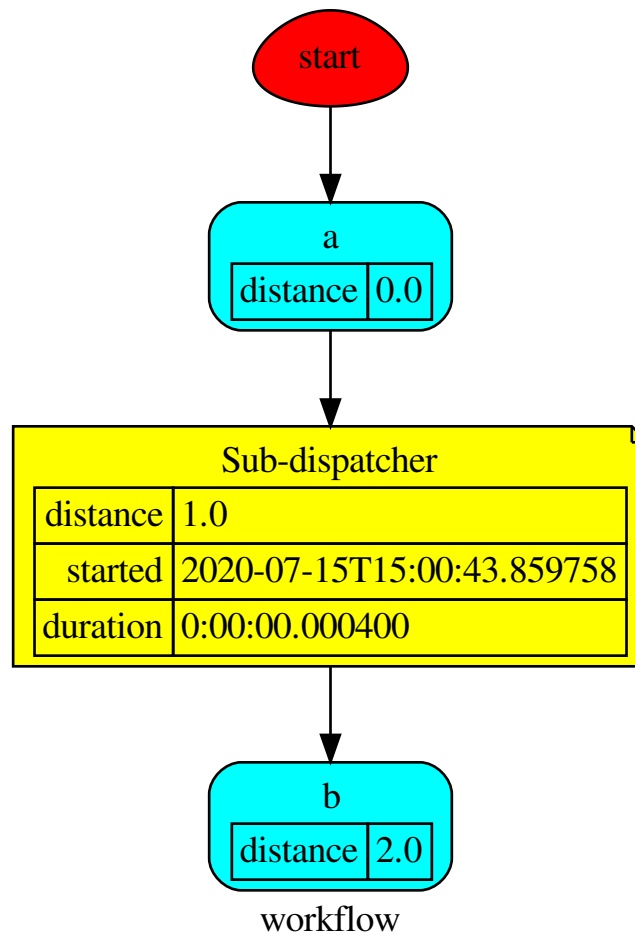 start
a
distance 0.0
Sub-dispatcher
distance 1.0
started 2020-07-15T15:00:43.859758
duration 0:00:00.000400
b
distance 2.0
workflow